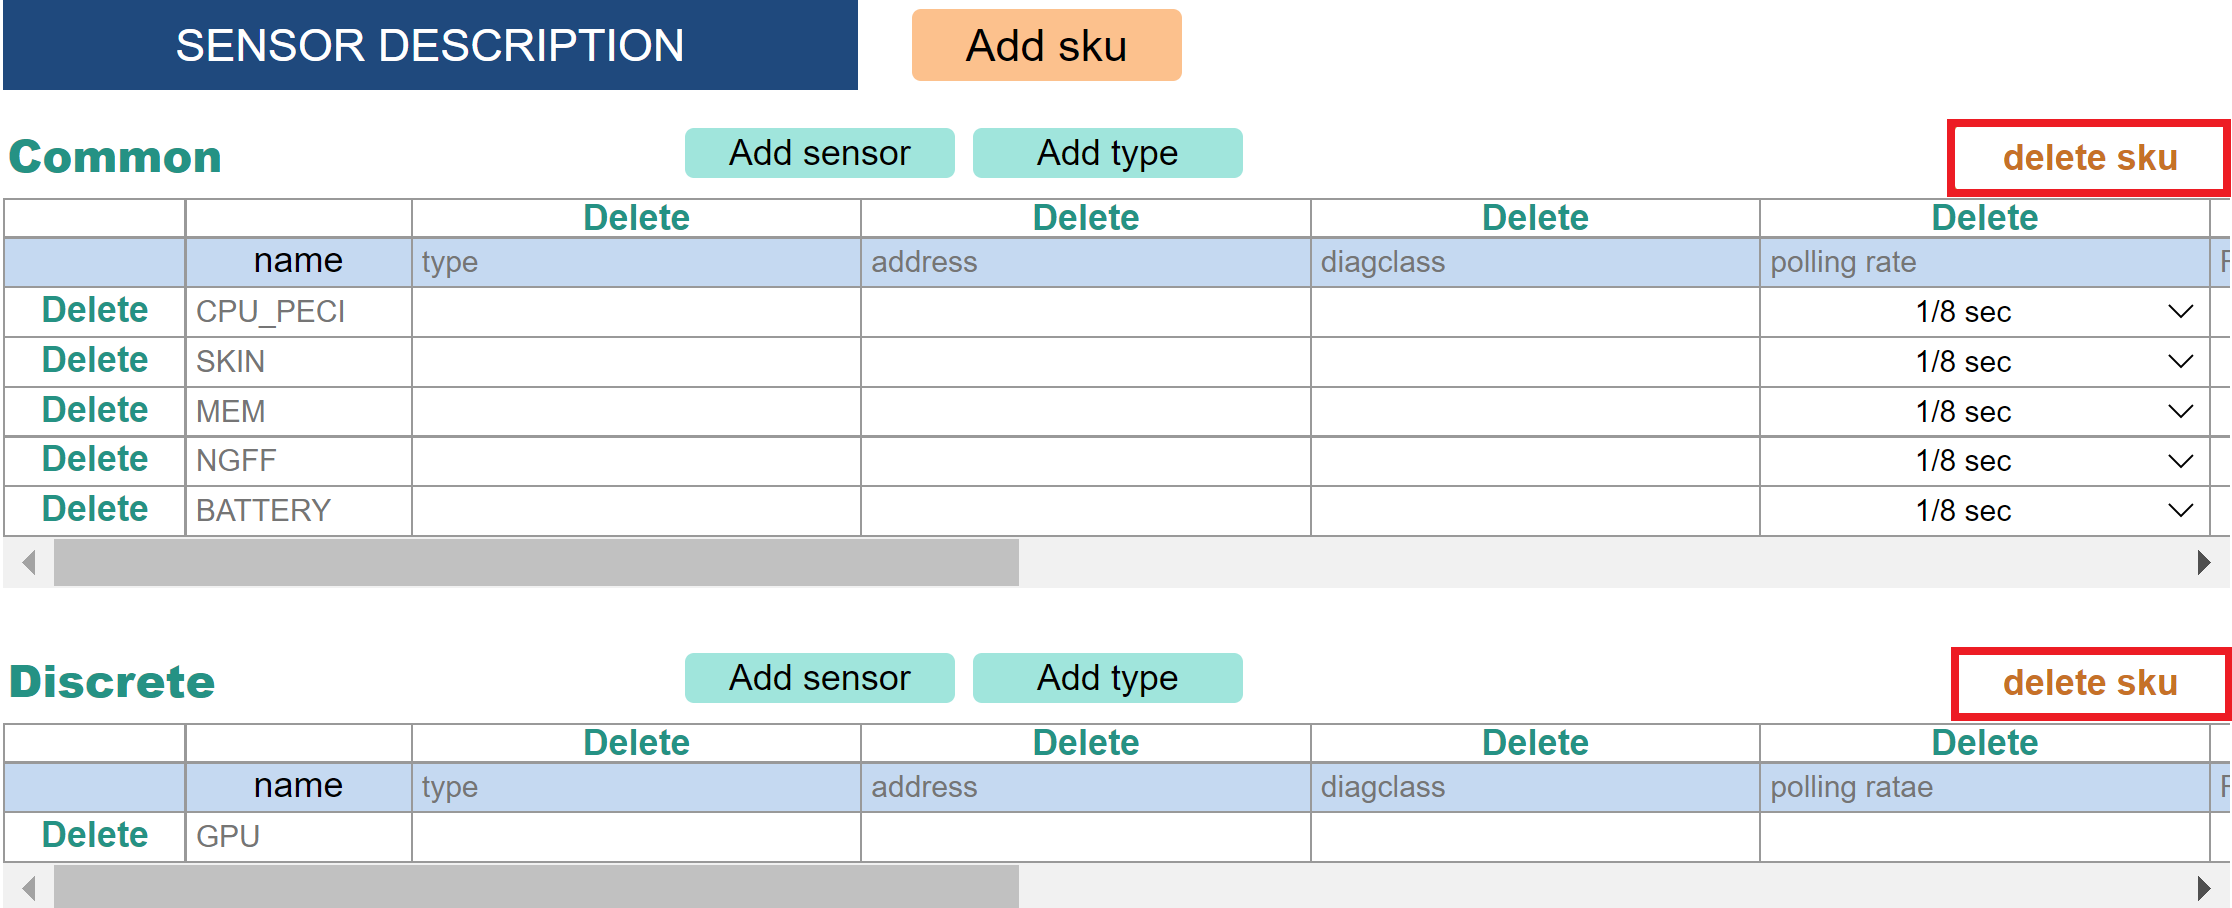 SENSOR DESCRIPTION Add sku
Common Add sensor Add type delete sku
Delete Delete Delete Delete
name type address diagclass polling rate
Delete CPU_PECI 1/8 sec
Delete SKIN 1/8 sec
Delete MEM 1/8 sec
Delete NGFF 1/8 sec
Delete BATTERY 1/8 sec
Discrete Add sensor Add type delete sku
Delete Delete Delete Delete
name type address diagclass polling ratae
Delete GPU